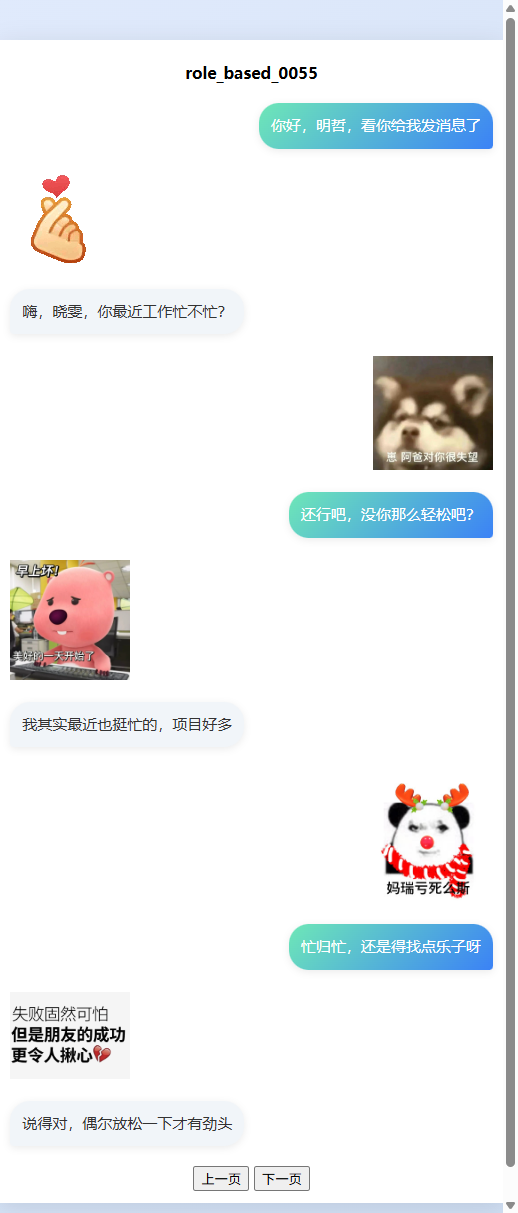 role_based_0055
你好，明哲，看你给我发消息了
嗨，晓雯，你最近工作忙不忙？
崽 阿爸对你很失望
还行吧，没你那么轻松吧？
早上坏!
美好的一天开始了
我其实最近也挺忙的，项目好多
妈瑞亏死么斯
忙归忙，还是得找点乐子呀
失败固然可怕
但是朋友的成功
更令人揪心
说得对，偶尔放松一下才有劲头
上一页 下一页